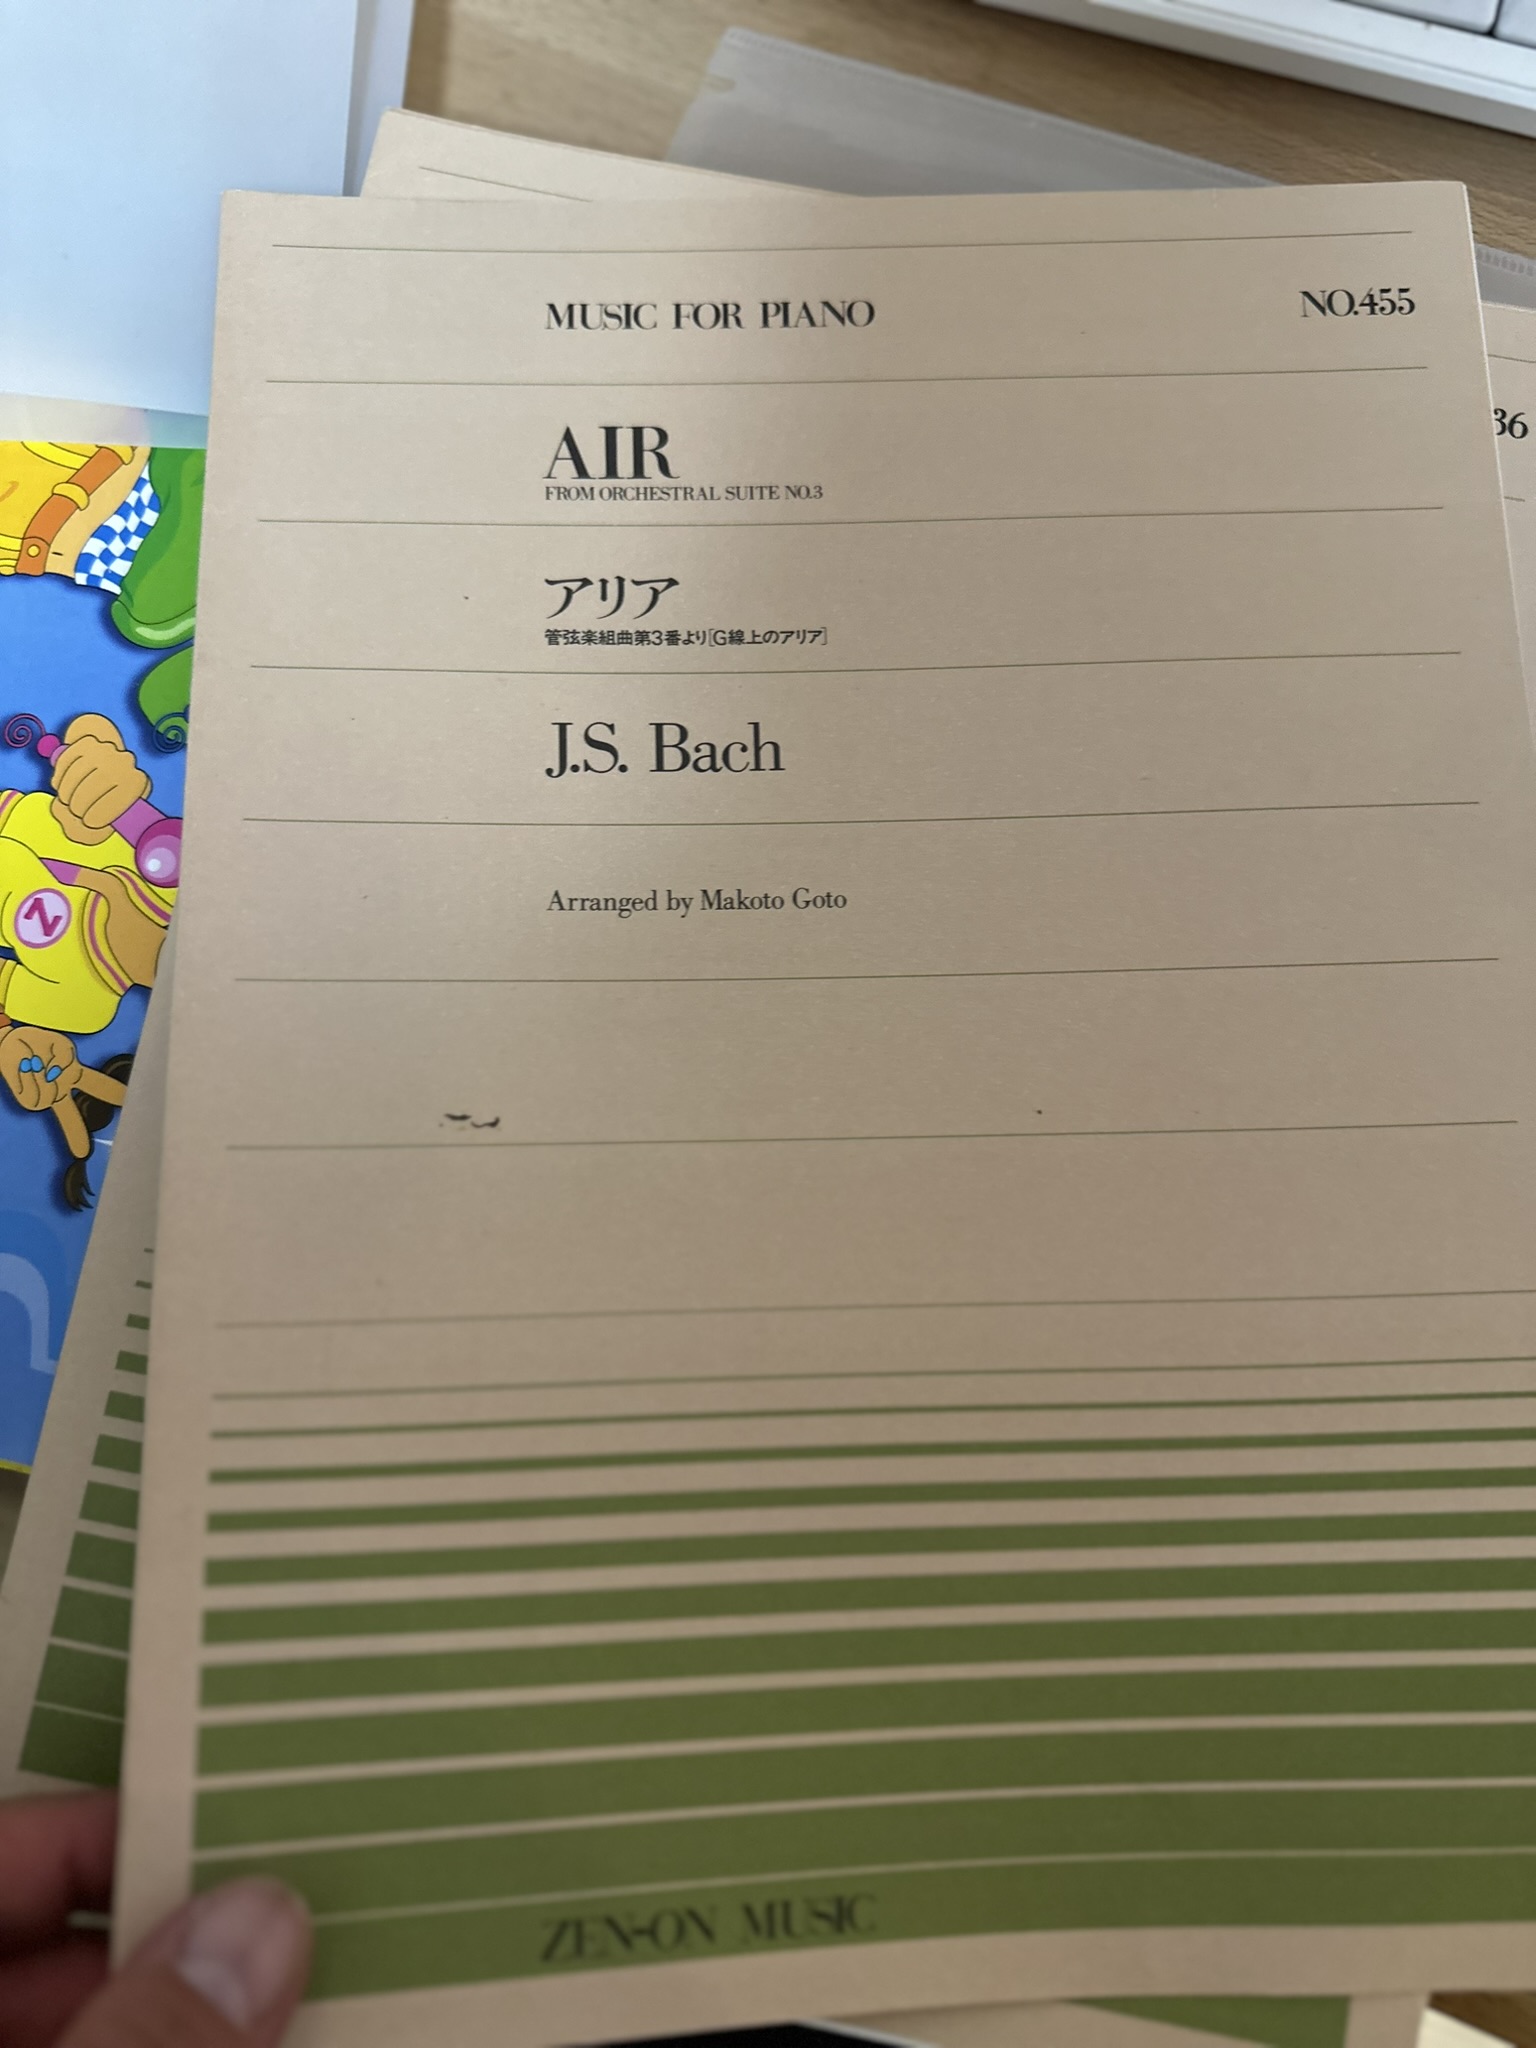 MUSIC FOR PIANO
NO.455
36
AIR
FROM ORCHESTRAL SUITE NO.3
アリア
管弦楽組曲第3番より[G線上のアリア]
J.S. Bach
Arranged by Makoto Goto
N
ZEN-ON MUSIC